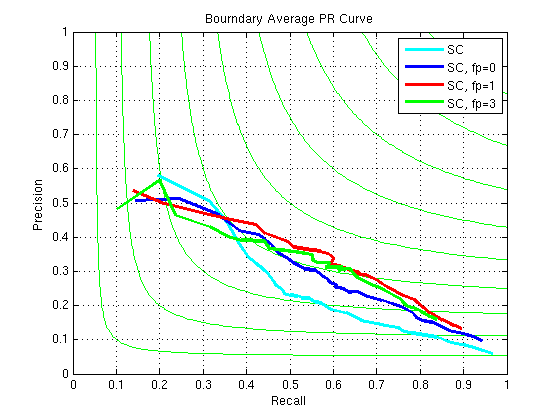 Bourndary Average PR Curve
1
0.9
0.8
0.7
0.6
0.5
0.4
0.3
0.2
0.1
0
Precision
SC
SC, fp=0
SC, fp=1
SC, fp=3
0 0.1 0.2 0.3 0.4 0.5 0.6 0.7 0.8 0.9 1
Recall